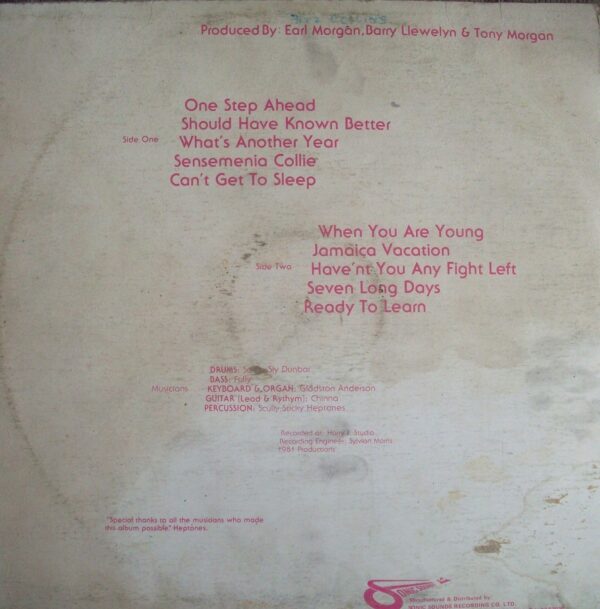 Produced By: Earl Morgan, Barry Llewelyn & Tony Morgan
One Step Ahead
Should Have Known Better
Side One What's Another Year
Sensemenia Collie
Can't Get To Sleep
When You Are Young
Jamaica Vacation
Side Two Have'nt You Any Fight Left
Seven Long Days
Ready To Learn
DRUMS: Sly Dunbar
BASS: Fully
Musicians KEYBOARD & ORGAN: Gladston Anderson
GUITAR (Lead & Rythym): Chinna
PERCUSSION: Scully-Sticky Heptones
Recorded at: Harry J. Studio
Recording Engineer: Sylvian Morris
1981 Productions
"Special thanks to all the musicians who made
this album possible" Heptones.
Manufactured & Distributed by:
SONIC SOUNDS RECORDING CO. LTD.